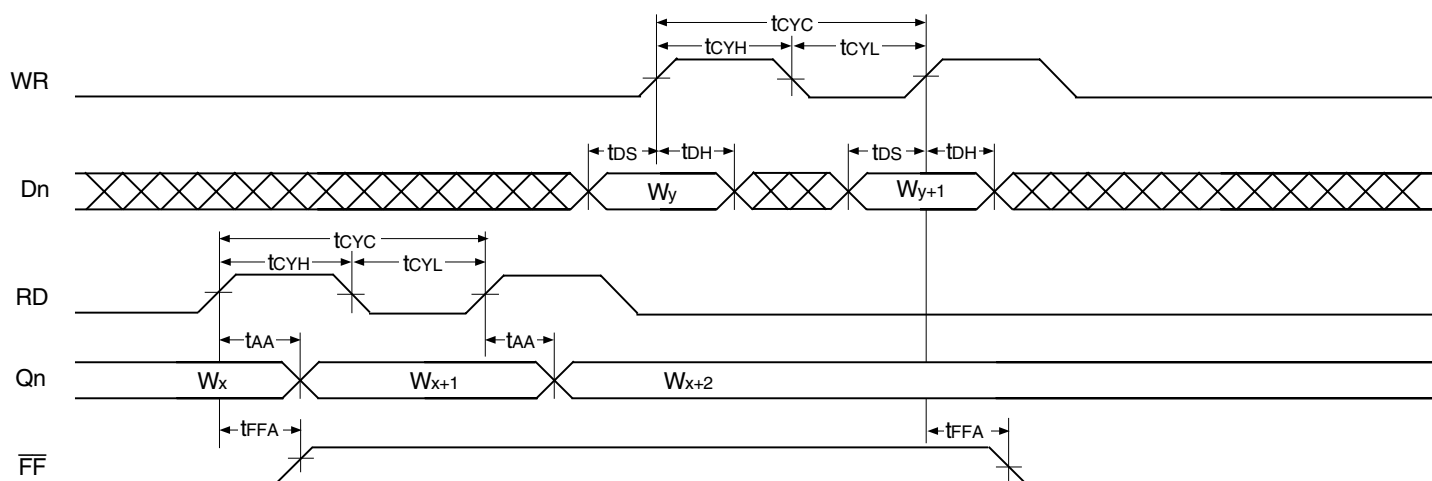 tCYC
tCYH tCYL
WR
tDS tDH tDS tDH
Dn Wy Wy+1
tCYC
tCYH tCYL
RD
tAA tAA
Qn Wx Wx+1 Wx+2
tFFA tFFA
F̅F̅